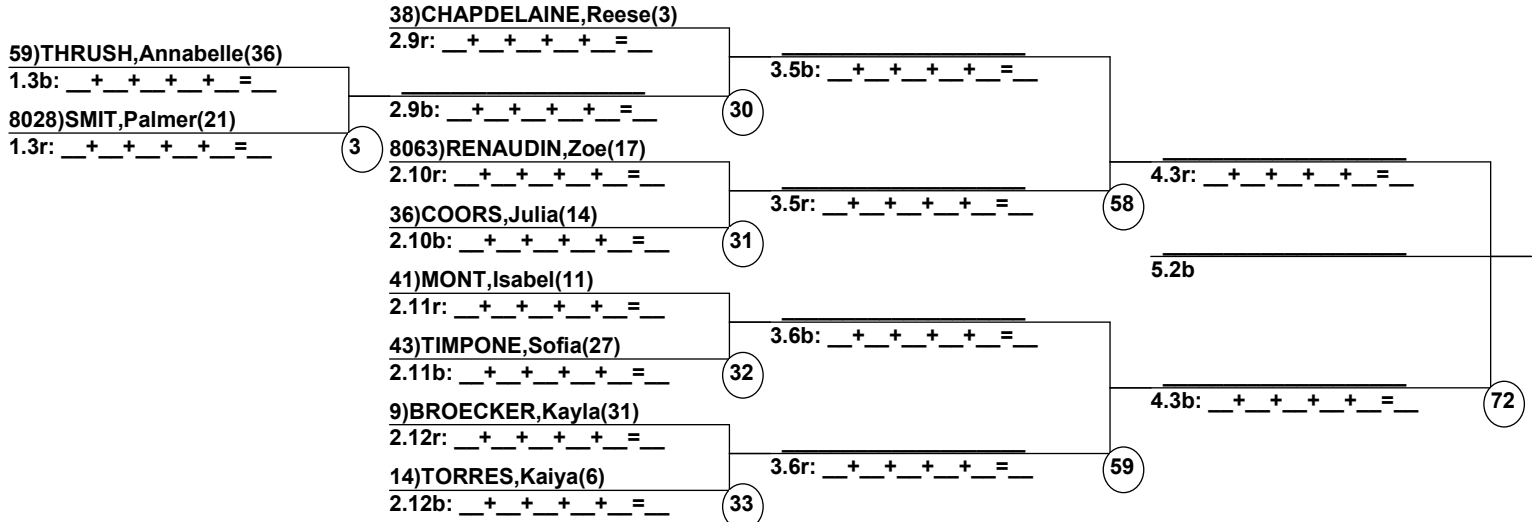 59)THRUSH,Annabelle(36)
1.3b: __+__+__+__+__=__
8028)SMIT,Palmer(21)
1.3r: __+__+__+__+__=__
3
38)CHAPDELAINE,Reese(3)
2.9r: __+__+__+__+__=__
2.9b: __+__+__+__+__=__
30
8063)RENAUDIN,Zoe(17)
2.10r: __+__+__+__+__=__
36)COORS,Julia(14)
2.10b: __+__+__+__+__=__
31
41)MONT,Isabel(11)
2.11r: __+__+__+__+__=__
43)TIMPONE,Sofia(27)
2.11b: __+__+__+__+__=__
32
9)BROECKER,Kayla(31)
2.12r: __+__+__+__+__=__
14)TORRES,Kaiya(6)
2.12b: __+__+__+__+__=__
33
3.5b: __+__+__+__+__=__
3.5r: __+__+__+__+__=__
58
3.6b: __+__+__+__+__=__
3.6r: __+__+__+__+__=__
59
4.3r: __+__+__+__+__=__
5.2b
4.3b: __+__+__+__+__=__
72